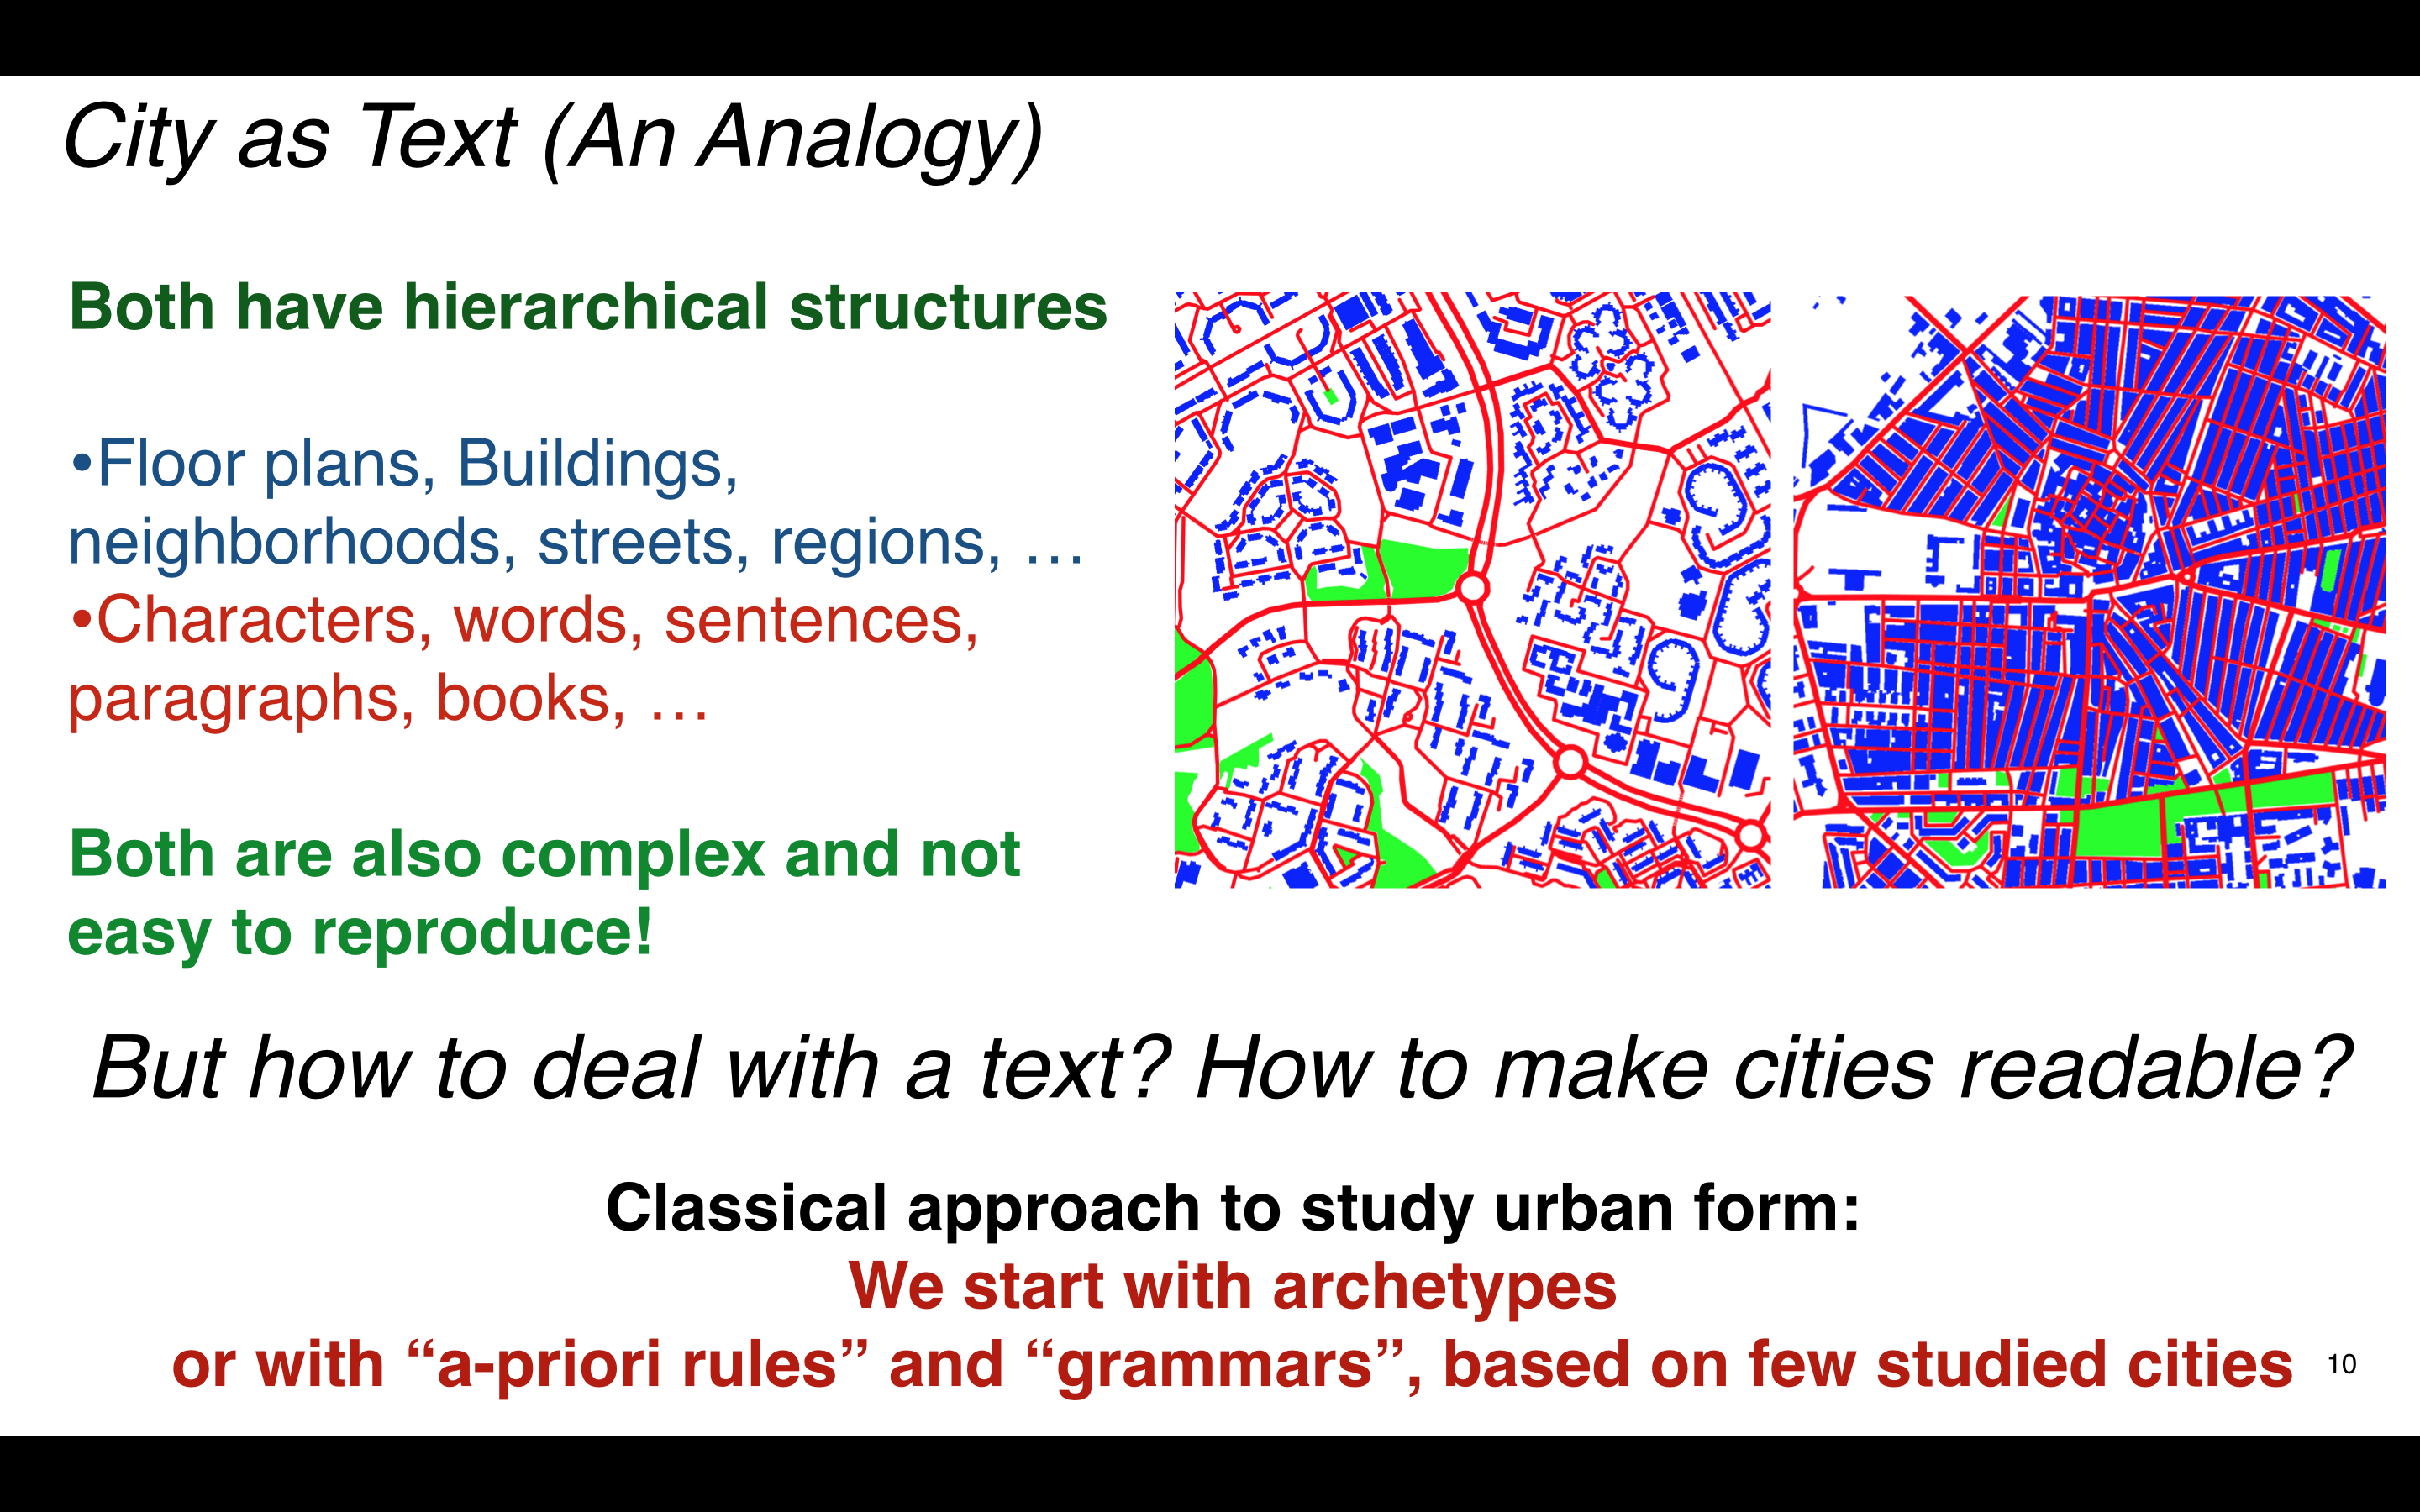 City as Text (An Analogy)
Both have hierarchical structures
•Floor plans, Buildings,
neighborhoods, streets, regions, …
•Characters, words, sentences,
paragraphs, books, …
Both are also complex and not
easy to reproduce!
But how to deal with a text? How to make cities readable?
Classical approach to study urban form:
We start with archetypes
or with “a-priori rules” and “grammars”, based on few studied cities
10